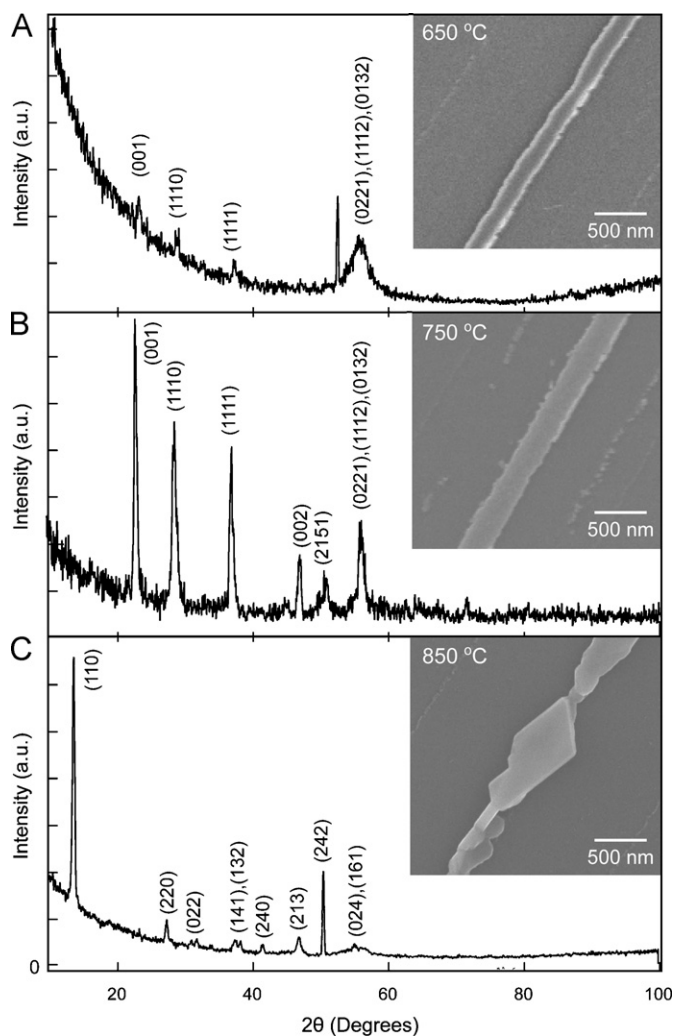 A
650 °C
Intensity (a.u.)
(001)
(1110)
(1111)
(0221),(1112),(0132)
500 nm
B
750 °C
Intensity (a.u.)
(001)
(1110)
(1111)
(002)
(2151)
(0221),(1112),(0132)
500 nm
C
850 °C
Intensity (a.u.)
(110)
(220)
(022)
(141),(132)
(240)
(213)
(242)
(024),(161)
500 nm
0
20 40 60 80 100
2θ (Degrees)